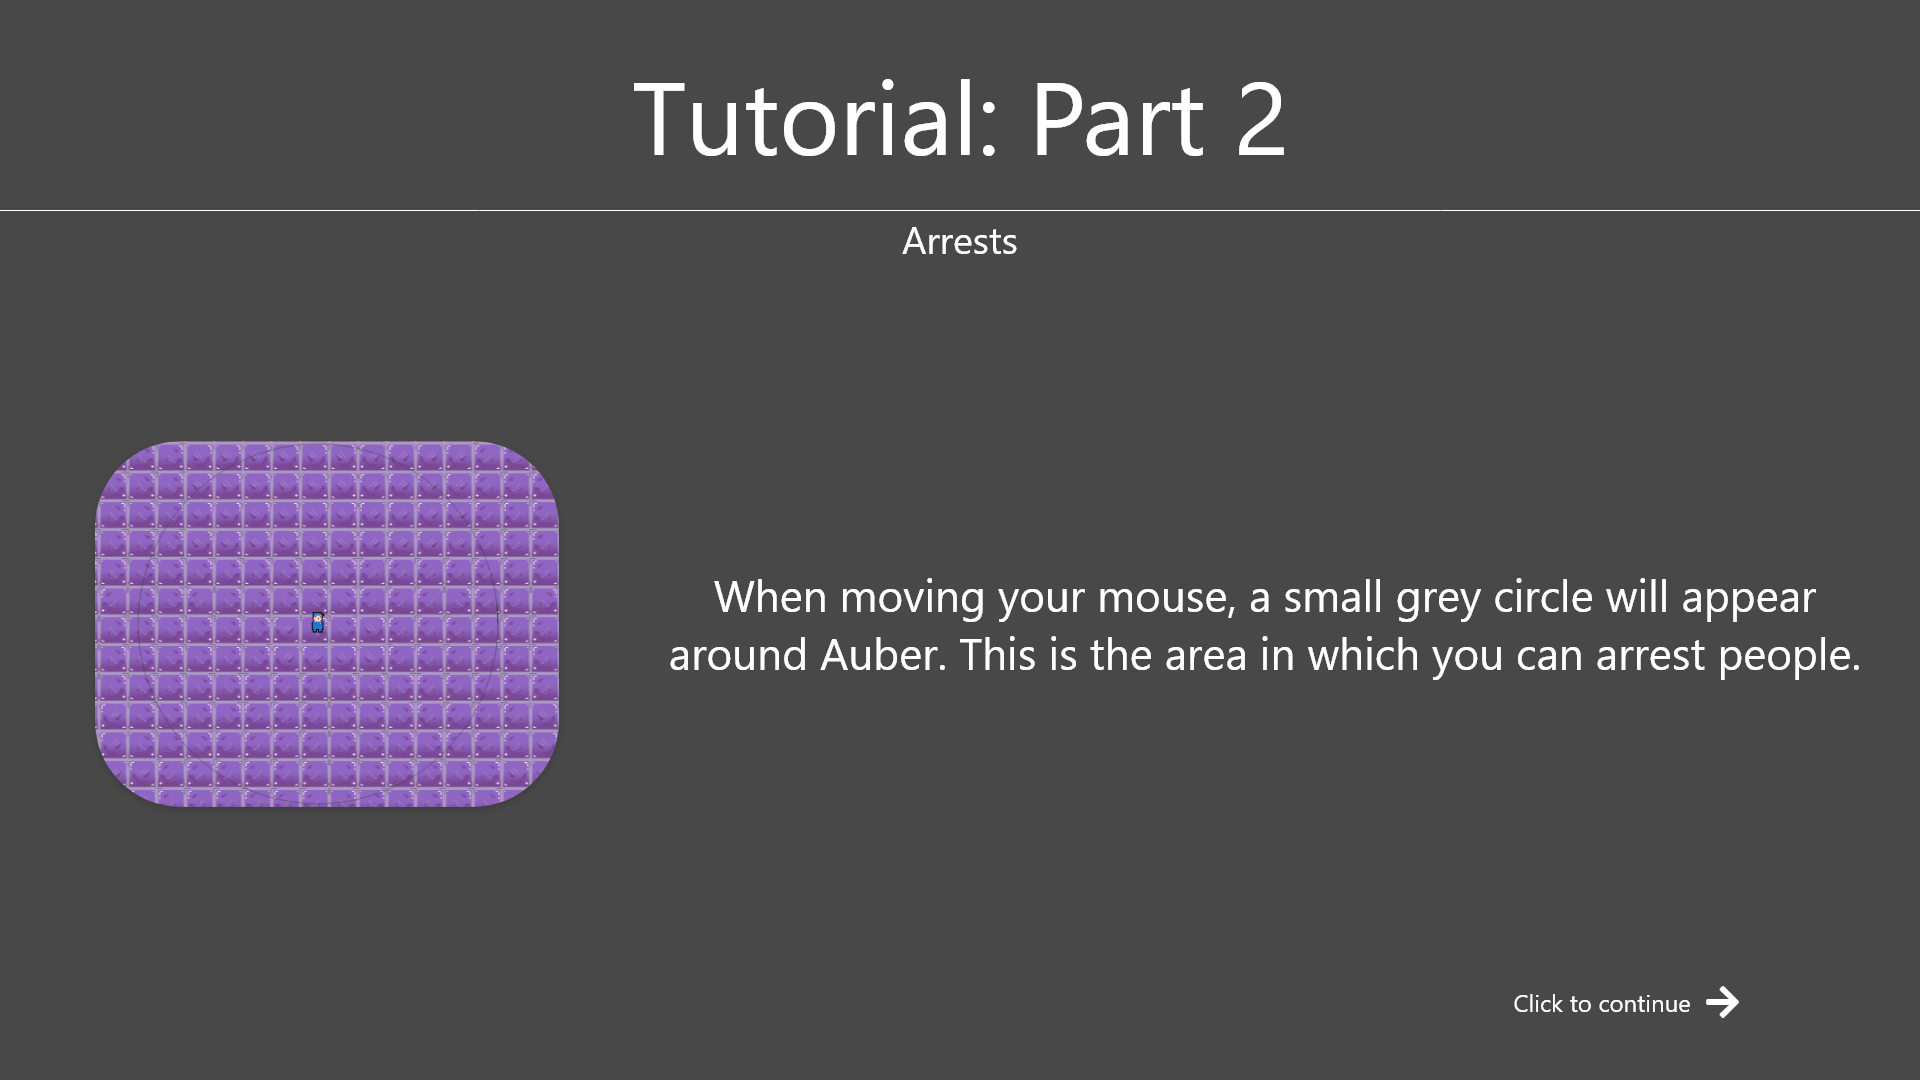 Tutorial: Part 2
Arrests
When moving your mouse, a small grey circle will appear
around Auber. This is the area in which you can arrest people.
Click to continue